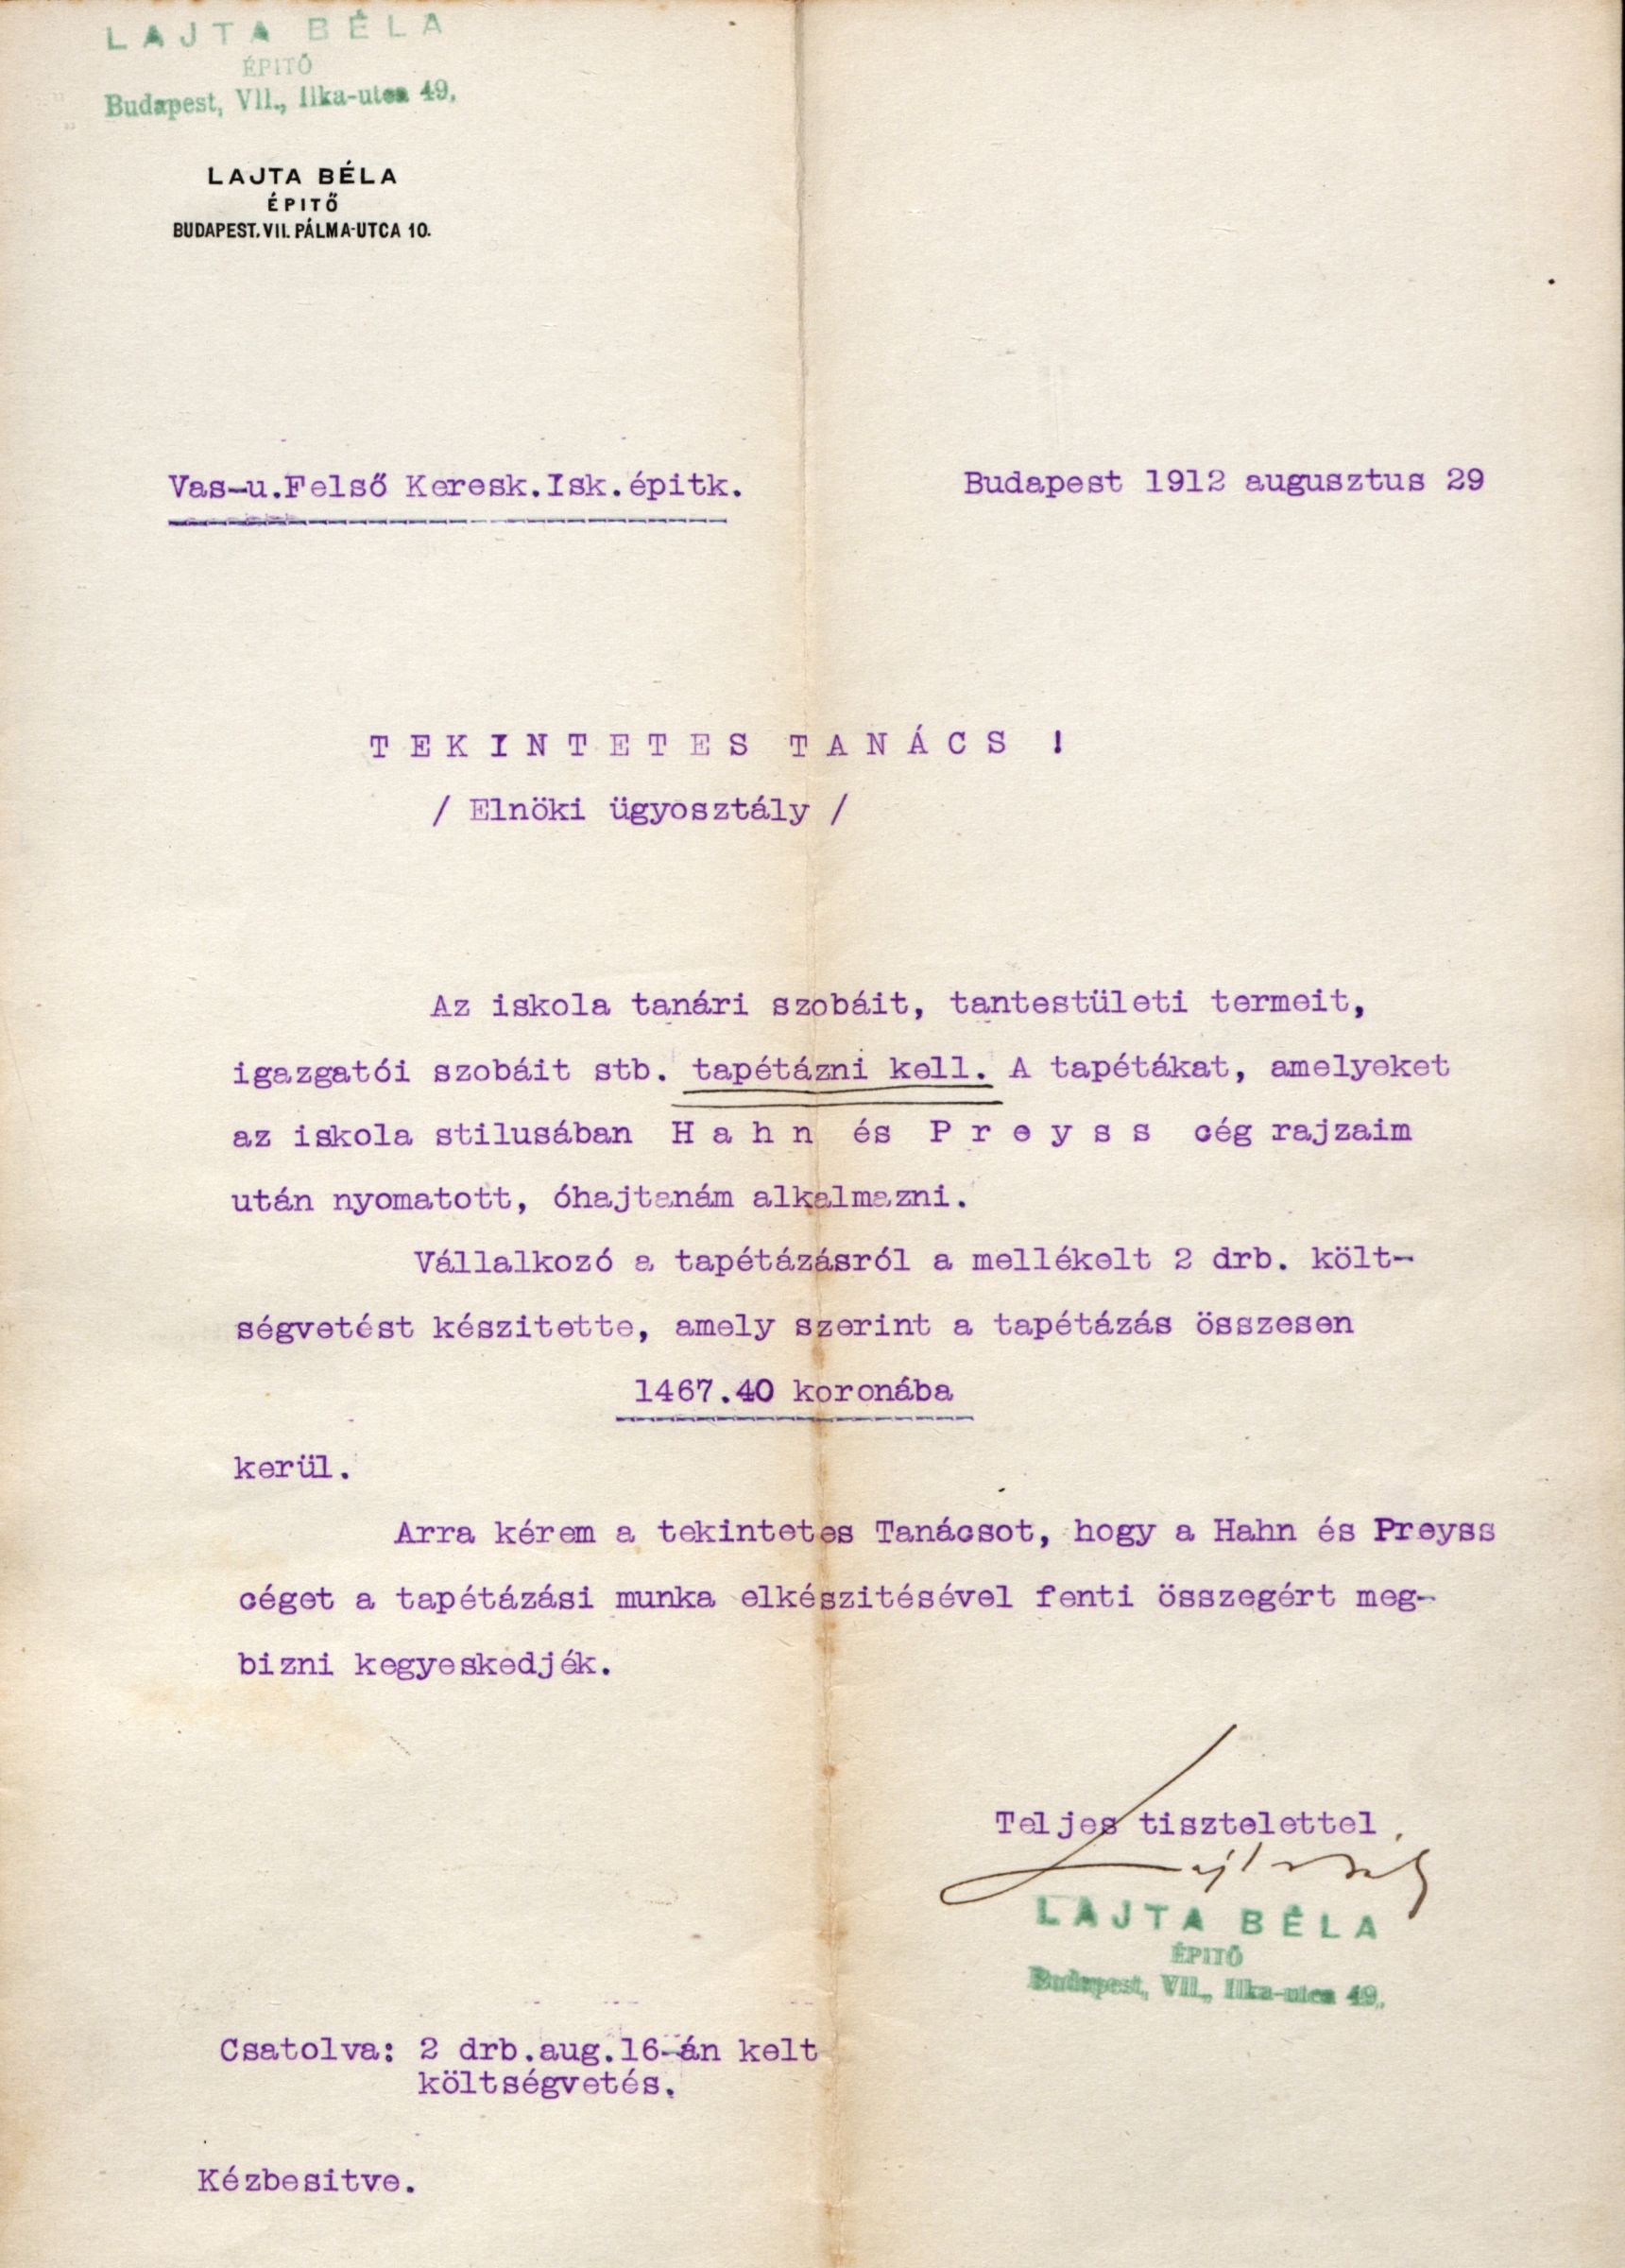 LAJTA BÉLA
ÉPITŐ
Budapest, VII., Ilka-utca 49.
LAJTA BÉLA
ÉPITŐ
BUDAPEST. VII. PÁLMA-UTCA 10.
Vas-u.Felső Keresk.Isk.épitk.
Budapest 1912 augusztus 29
TEKINTETES TANÁCS !
/ Elnöki ügyosztály /
Az iskola tanári szobáit, tantestületi termeit,
igazgatói szobáit stb. tapétázni kell. A tapétákat, amelyeket
az iskola stilusában Hahn és Preyss cég rajzaim
után nyomatott, óhajtanám alkalmazni.
Vállalkozó a tapétázásról a mellékelt 2 drb. költ-
ségvetést készitette, amely szerint a tapétázás összesen
1467.40 koronába
kerül.
Arra kérem a tekintetes Tanácsot, hogy a Hahn és Preyss
céget a tapétázási munka elkészitésével fenti összegért meg-
bizni kegyeskedjék.
Teljes tisztelettel
Lajta Béla
LAJTA BÉLA
ÉPITŐ
Budapest, VII., Ilka-utca 49.
Csatolva: 2 drb.aug.16-án kelt
költségvetés.
Kézbesitve.